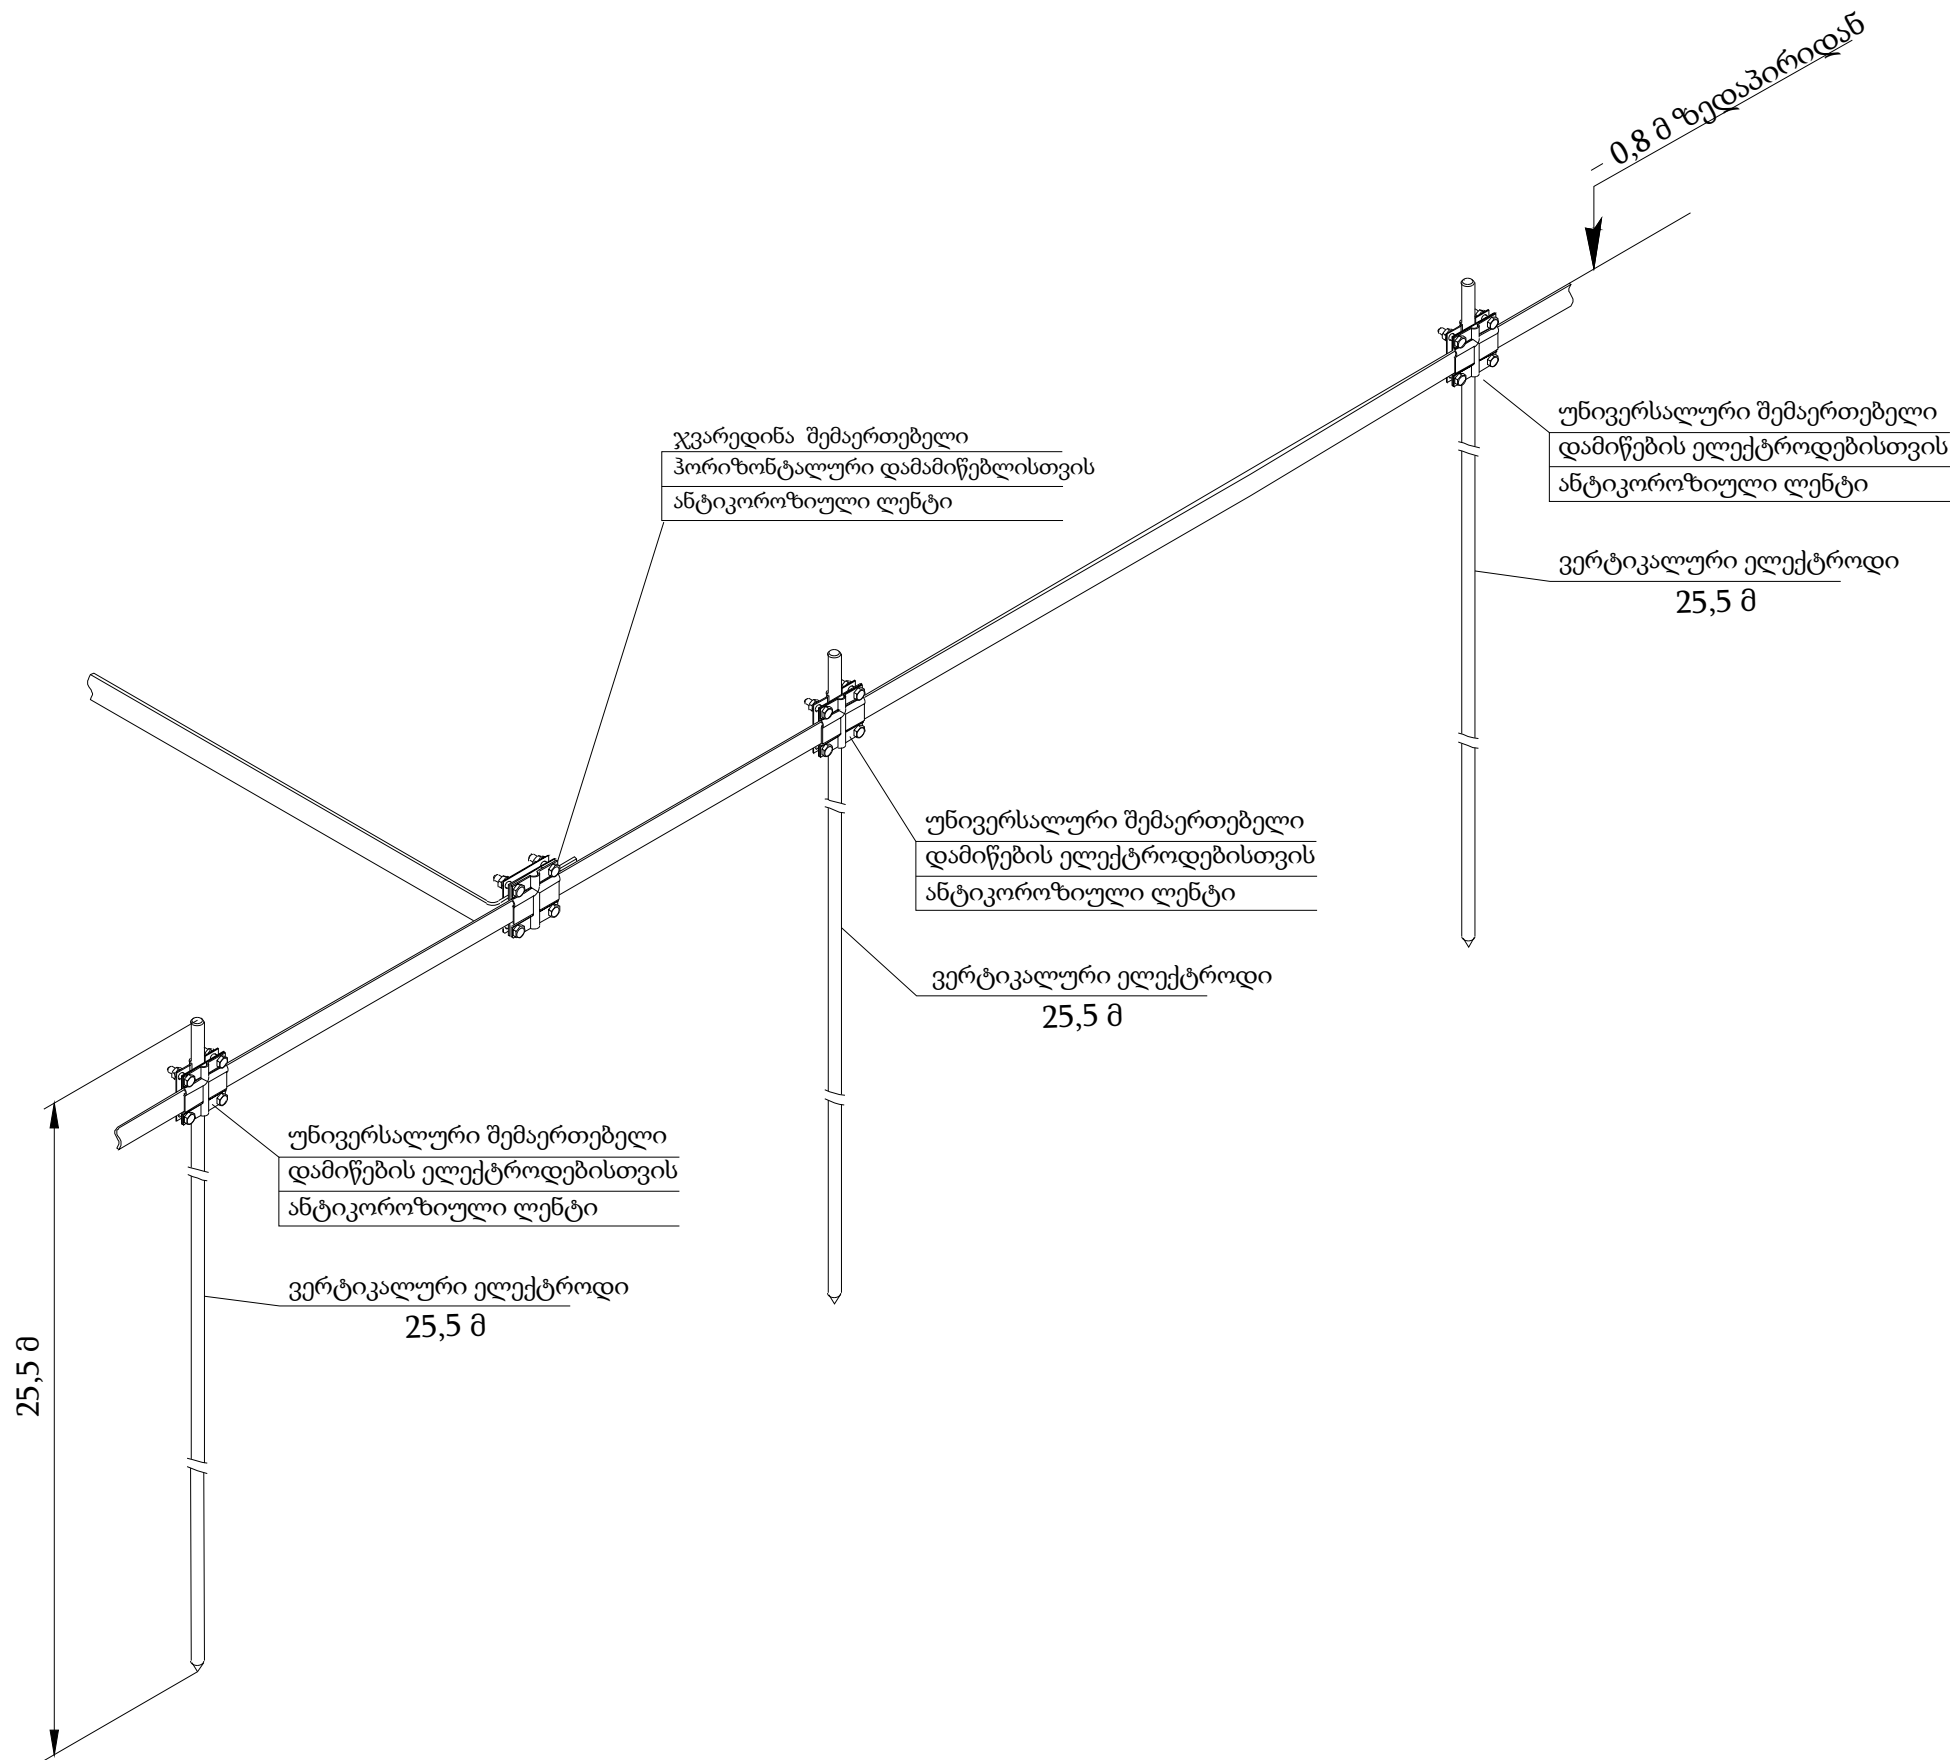 – 0,8 მ ზედაპირიდან
უნივერსალური შემაერთებელი
დამიწების ელექტროდებისთვის
ანტიკოროზიული ლენტი
ვერტიკალური ელექტროდი
25,5 მ
ჯვარედინა შემაერთებელი
ჰორიზონტალური დამამიწებლისთვის
ანტიკოროზიული ლენტი
უნივერსალური შემაერთებელი
დამიწების ელექტროდებისთვის
ანტიკოროზიული ლენტი
ვერტიკალური ელექტროდი
25,5 მ
უნივერსალური შემაერთებელი
დამიწების ელექტროდებისთვის
ანტიკოროზიული ლენტი
ვერტიკალური ელექტროდი
25,5 მ
25,5 მ